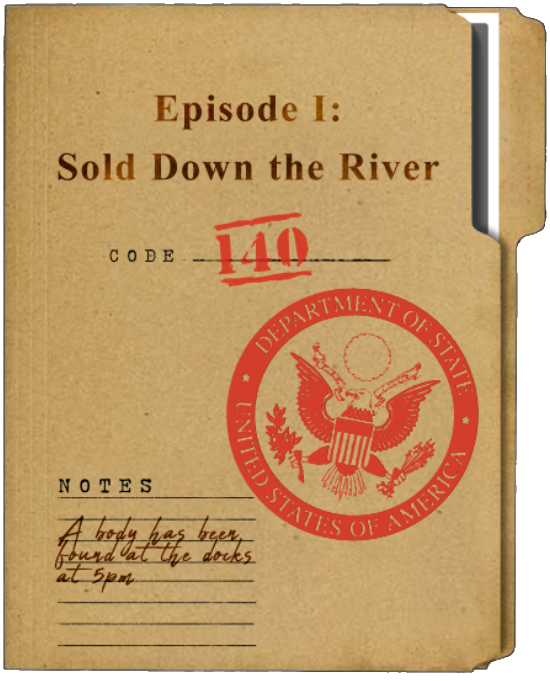 Episode I:
Sold Down the River
CODE 140
DEPARTMENT OF STATE
UNITED STATES OF AMERICA
NOTES
A body has been
found at the docks
at 5pm